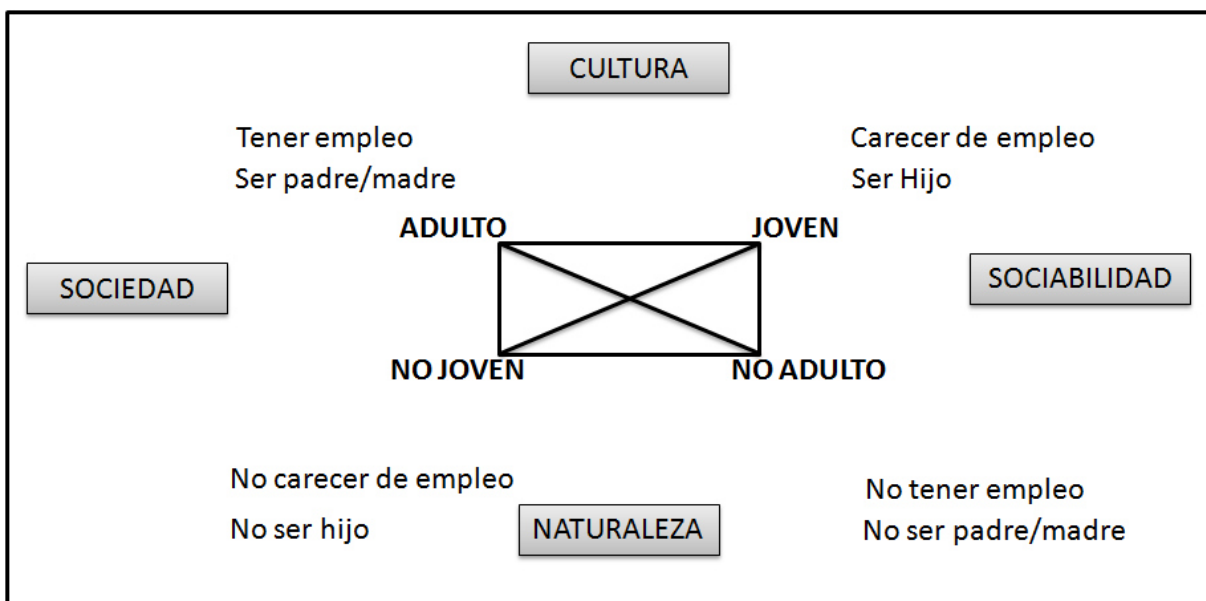 CULTURA
Tener empleo
Ser padre/madre
Carecer de empleo
Ser Hijo
ADULTO
JOVEN
SOCIEDAD
SOCIABILIDAD
NO JOVEN
NO ADULTO
No carecer de empleo
No ser hijo
NATURALEZA
No tener empleo
No ser padre/madre